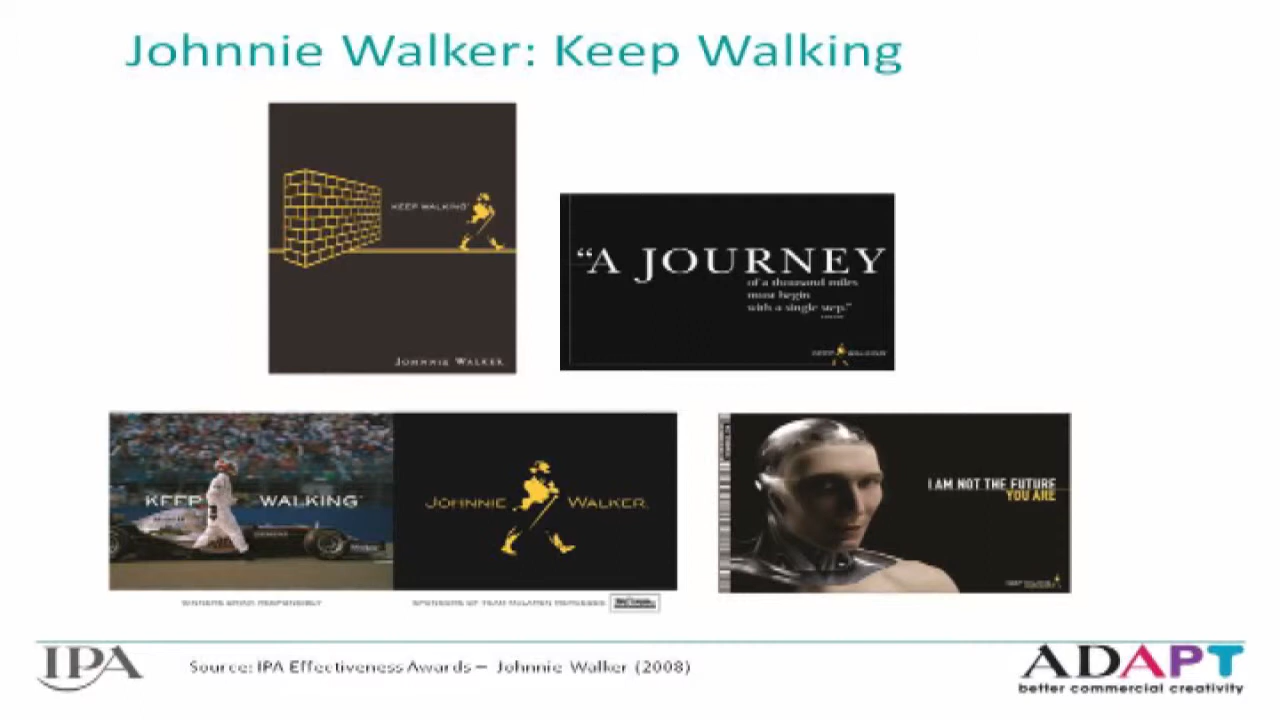 Johnnie Walker: Keep Walking
KEEP WALKING
JOHNNIE WALKER
“A JOURNEY
of a thousand miles
must begin
with a single step.”
KEEP WALKING
JOHNNIE WALKER
I AM NOT THE FUTURE
YOU ARE
IPA
Source: IPA Effectiveness Awards – Johnnie Walker (2008)
ADAPT
better commercial creativity